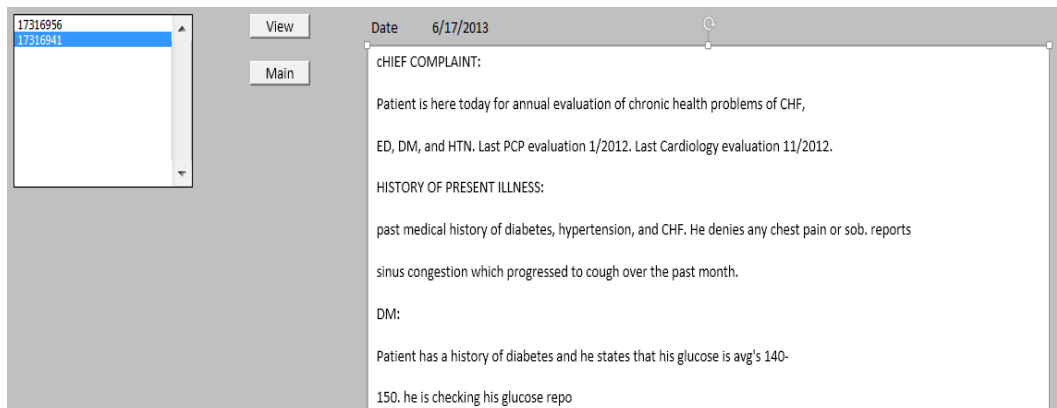 17316956
17316941
View
Main
Date 6/17/2013
cHIEF COMPLAINT:
Patient is here today for annual evaluation of chronic health problems of CHF,
ED, DM, and HTN. Last PCP evaluation 1/2012. Last Cardiology evaluation 11/2012.
HISTORY OF PRESENT ILLNESS:
past medical history of diabetes, hypertension, and CHF. He denies any chest pain or sob. reports
sinus congestion which progressed to cough over the past month.
DM:
Patient has a history of diabetes and he states that his glucose is avg's 140-
150. he is checking his glucose repo